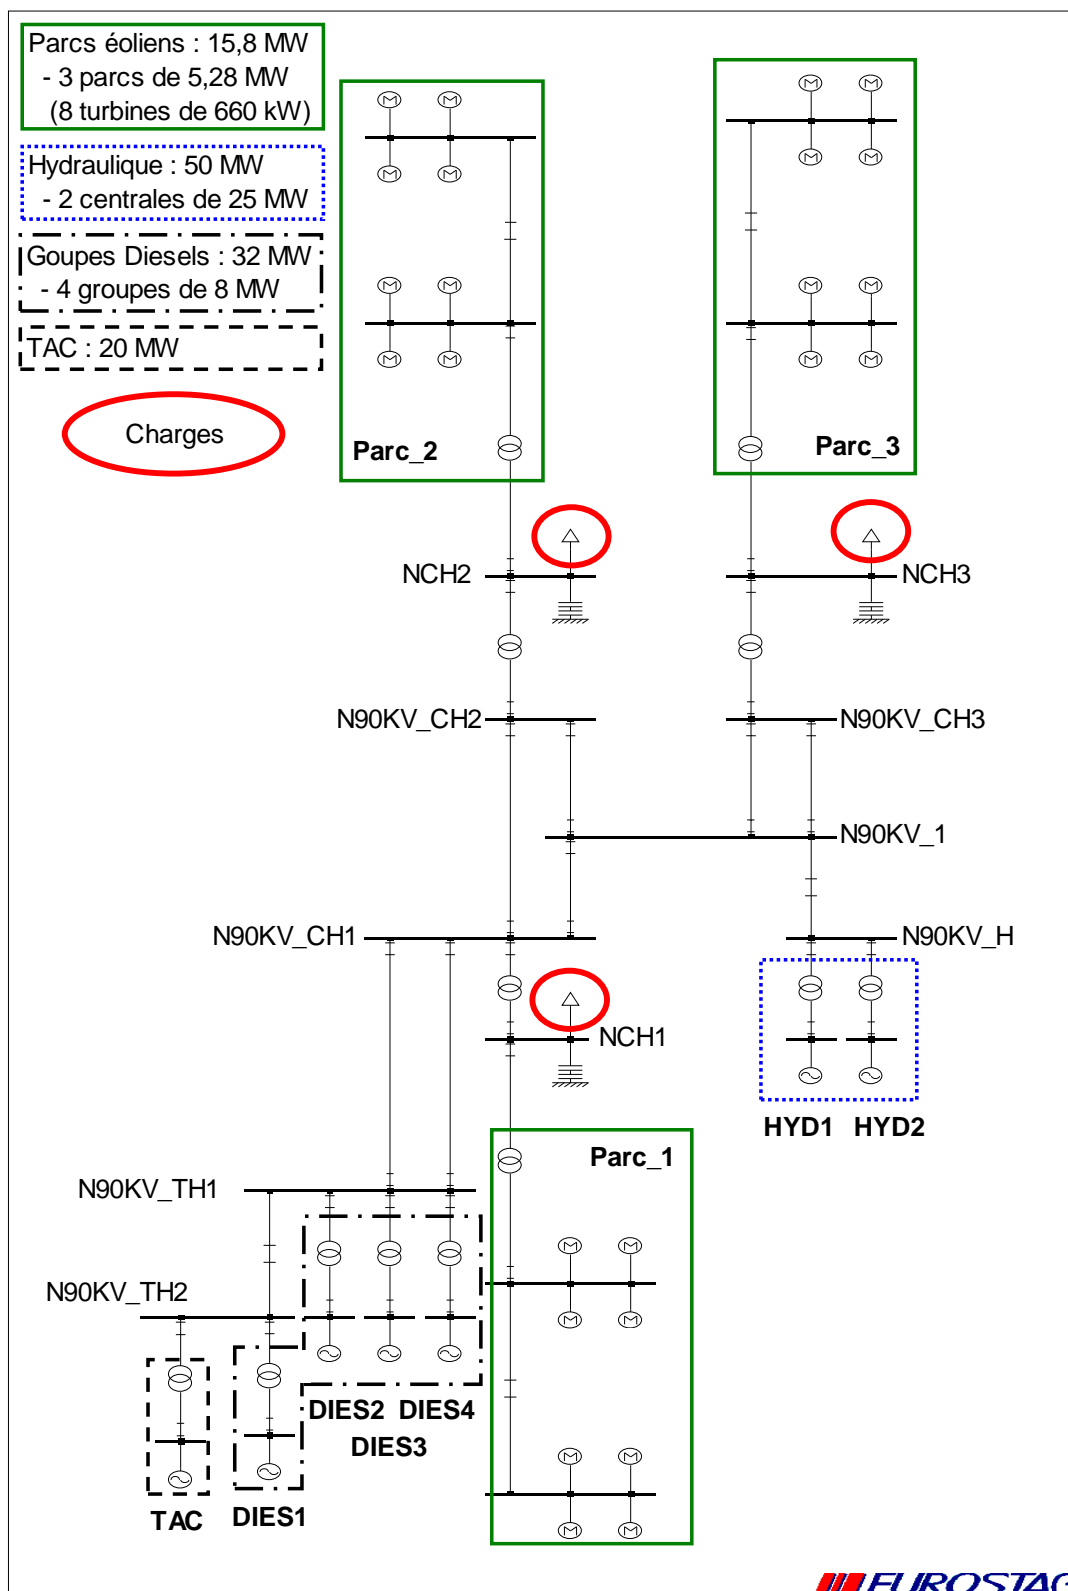 Parcs éoliens : 15,8 MW
- 3 parcs de 5,28 MW
(8 turbines de 660 kW)
Hydraulique : 50 MW
- 2 centrales de 25 MW
Goupes Diesels : 32 MW
- 4 groupes de 8 MW
TAC : 20 MW
Charges
Parc_2
Parc_3
NCH2
NCH3
N90KV_CH2
N90KV_CH3
N90KV_1
N90KV_CH1
N90KV_H
NCH1
HYD1 HYD2
Parc_1
N90KV_TH1
N90KV_TH2
DIES2 DIES4
DIES3
TAC
DIES1
EUROSTAG